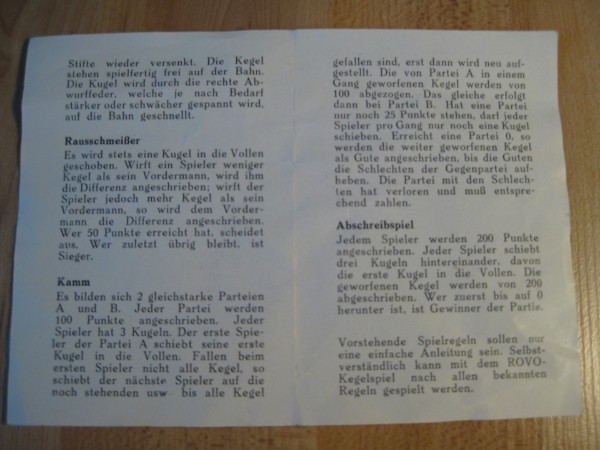 Stifte wieder versenkt. Die Kegel
stehen spielfertig frei auf der Bahn.
Die Kugel wird durch die rechte Ab-
wurffeder, welche je nach Bedarf
stärker oder schwächer gespannt wird,
auf die Bahn geschnellt.
Rausschmeißer
Es wird stets eine Kugel in die Vollen
geschoben. Wirft ein Spieler weniger
Kegel als sein Vordermann, wird ihm
die Differenz angeschrieben; wirft der
Spieler jedoch mehr Kegel als sein
Vordermann, so wird dem Vorder-
mann die Differenz angeschrieben.
Wer 50 Punkte erreicht hat, scheidet
aus. Wer zuletzt übrig bleibt, ist
Sieger.
Kamm
Es bilden sich 2 gleichstarke Parteien
A und B. Jeder Partei werden
100 Punkte angeschrieben. Jeder
Spieler hat 3 Kugeln. Der erste Spie-
ler der Partei A schiebt seine erste
Kugel in die Vollen. Fallen beim
ersten Spieler nicht alle Kegel, so
schiebt der nächste Spieler auf die
noch stehenden usw. bis alle Kegel
gefallen sind, erst dann wird neu auf-
gestellt. Die von Partei A in einem
Gang geworfenen Kegel werden von
100 abgezogen. Das gleiche erfolgt
dann bei Partei B. Hat eine Partei
nur noch 25 Punkte stehen, darf jeder
Spieler pro Gang nur noch eine Kugel
schieben. Erreicht eine Partei 0, so
werden die weiter geworfenen Kegel
als Gute angeschrieben, bis die Guten
die Schlechten der Gegenpartei auf-
heben. Die Partei mit den Schlech-
ten hat verloren und muß entspre-
chend zahlen.
Abschreibspiel
Jedem Spieler werden 200 Punkte
angeschrieben. Jeder Spieler schiebt
drei Kugeln hintereinander, davon
die erste Kugel in die Vollen. Die
geworfenen Kegel werden von 200
abgeschrieben. Wer zuerst bis auf 0
herunter ist, ist Gewinner der Partie.
Vorstehende Spielregeln sollen nur
eine einfache Anleitung sein. Selbst-
verständlich kann mit dem ROVO-
Kegelspiel nach allen bekannten
Regeln gespielt werden.